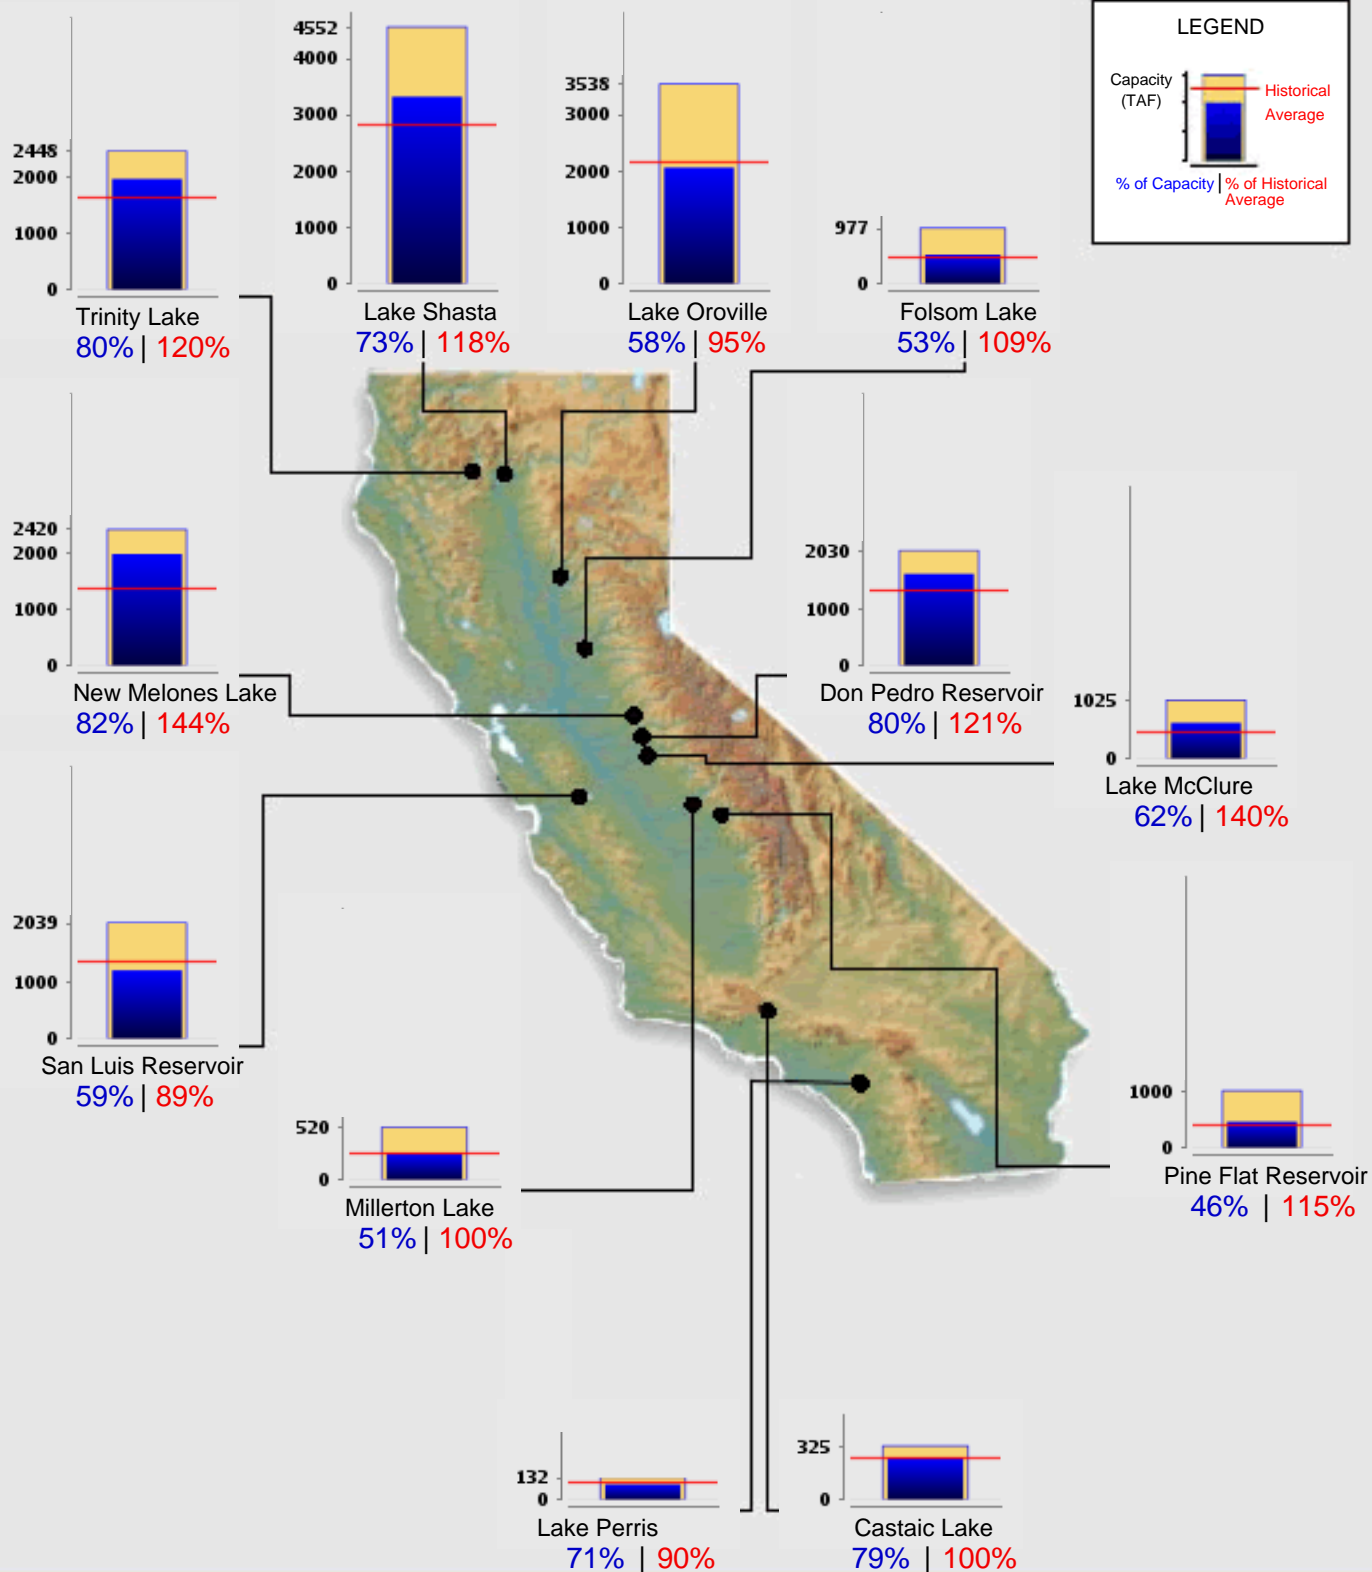 LEGEND
Capacity
(TAF)
Historical
Average
% of Capacity | % of Historical
Average
2448
2000
1000
0
Trinity Lake
80% | 120%
4552
4000
3000
2000
1000
0
Lake Shasta
73% | 118%
3538
3000
2000
1000
0
Lake Oroville
58% | 95%
977
0
Folsom Lake
53% | 109%
2420
2000
1000
0
New Melones Lake
82% | 144%
2030
1000
0
Don Pedro Reservoir
80% | 121%
1025
0
Lake McClure
62% | 140%
2039
1000
0
San Luis Reservoir
59% | 89%
520
0
Millerton Lake
51% | 100%
1000
0
Pine Flat Reservoir
46% | 115%
132
0
Lake Perris
71% | 90%
325
0
Castaic Lake
79% | 100%